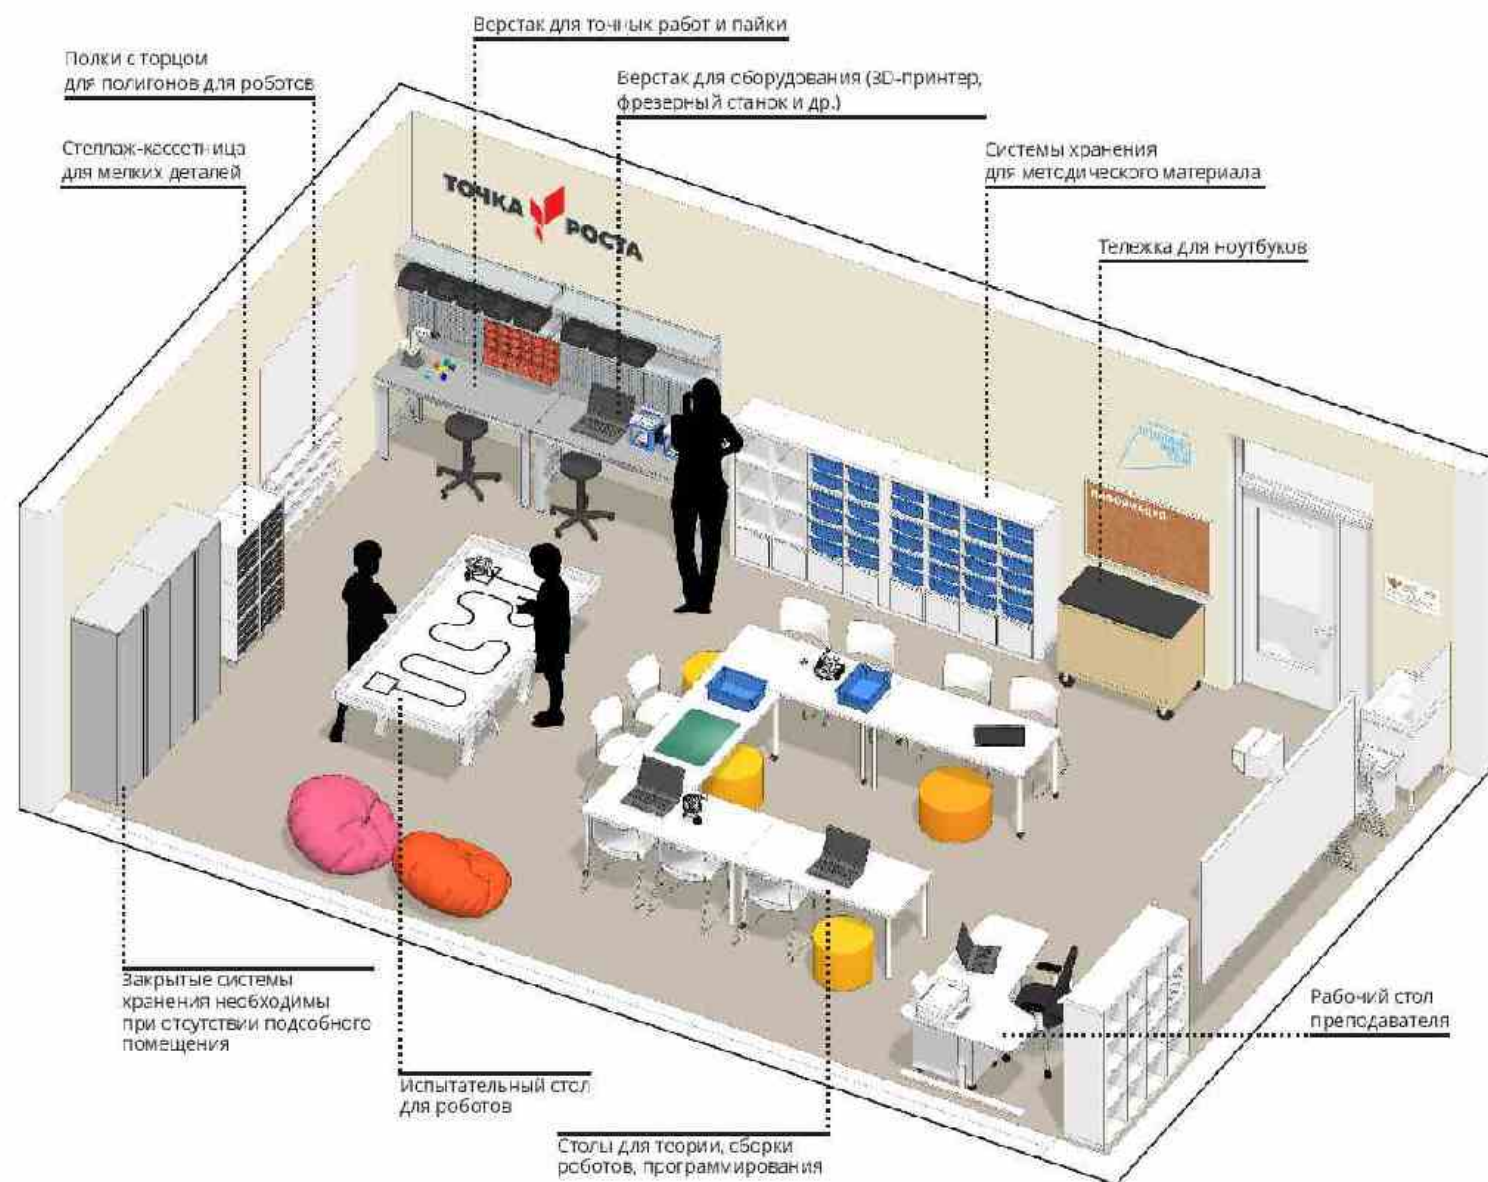 Верстак для точных работ и пайки
Полки с торцом
для полигонов для роботов
Верстак для оборудования (3D-принтер,
фрезерный станок и др.)
Стеллаж-кассетница
для мелких деталей
Системы хранения
для методического материала
Тележка для ноутбуков
ТОЧКА РОСТА
ИНФОРМАЦИЯ
Закрытые системы
хранения необходимы
при отсутствии подсобного
помещения
Рабочий стол
преподавателя
Испытательный стол
для роботов
Столы для теории, сборки
роботов, программирования